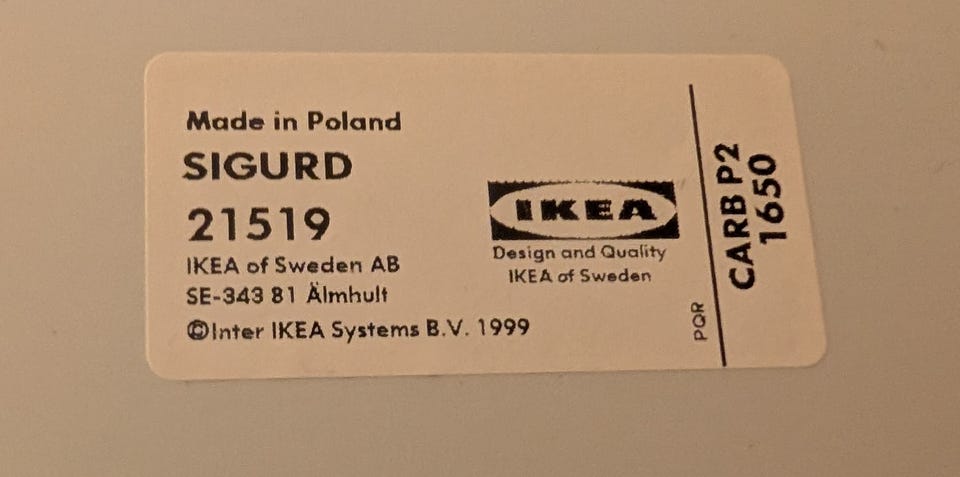 Made in Poland
SIGURD
21519
IKEA of Sweden AB
SE-343 81 Älmhult
©Inter IKEA Systems B.V. 1999
IKEA
Design and Quality
IKEA of Sweden
PQR
CARB P2
1650